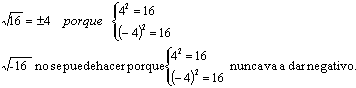 √16 = ±4 porque { 4² = 16
(−4)² = 16
√-16 no se puede hacer porque { 4² = 16
(−4)² = 16 nunca va a dar negativo.